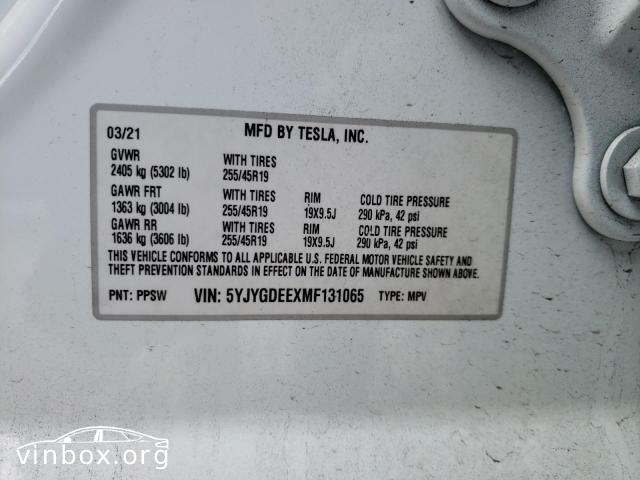 03/21 MFD BY TESLA, INC.
GVWR WITH TIRES
2405 kg (5302 lb) 255/45R19
GAWR FRT WITH TIRES RIM COLD TIRE PRESSURE
1363 kg (3004 lb) 255/45R19 19X9.5J 290 kPa, 42 psi
GAWR RR WITH TIRES RIM COLD TIRE PRESSURE
1636 kg (3606 lb) 255/45R19 19X9.5J 290 kPa, 42 psi
THIS VEHICLE CONFORMS TO ALL APPLICABLE U.S. FEDERAL MOTOR VEHICLE SAFETY AND
THEFT PREVENTION STANDARDS IN EFFECT ON THE DATE OF MANUFACTURE SHOWN ABOVE.
PNT: PPSW VIN: 5YJYGDEEXMF131065 TYPE: MPV
vinbox.org